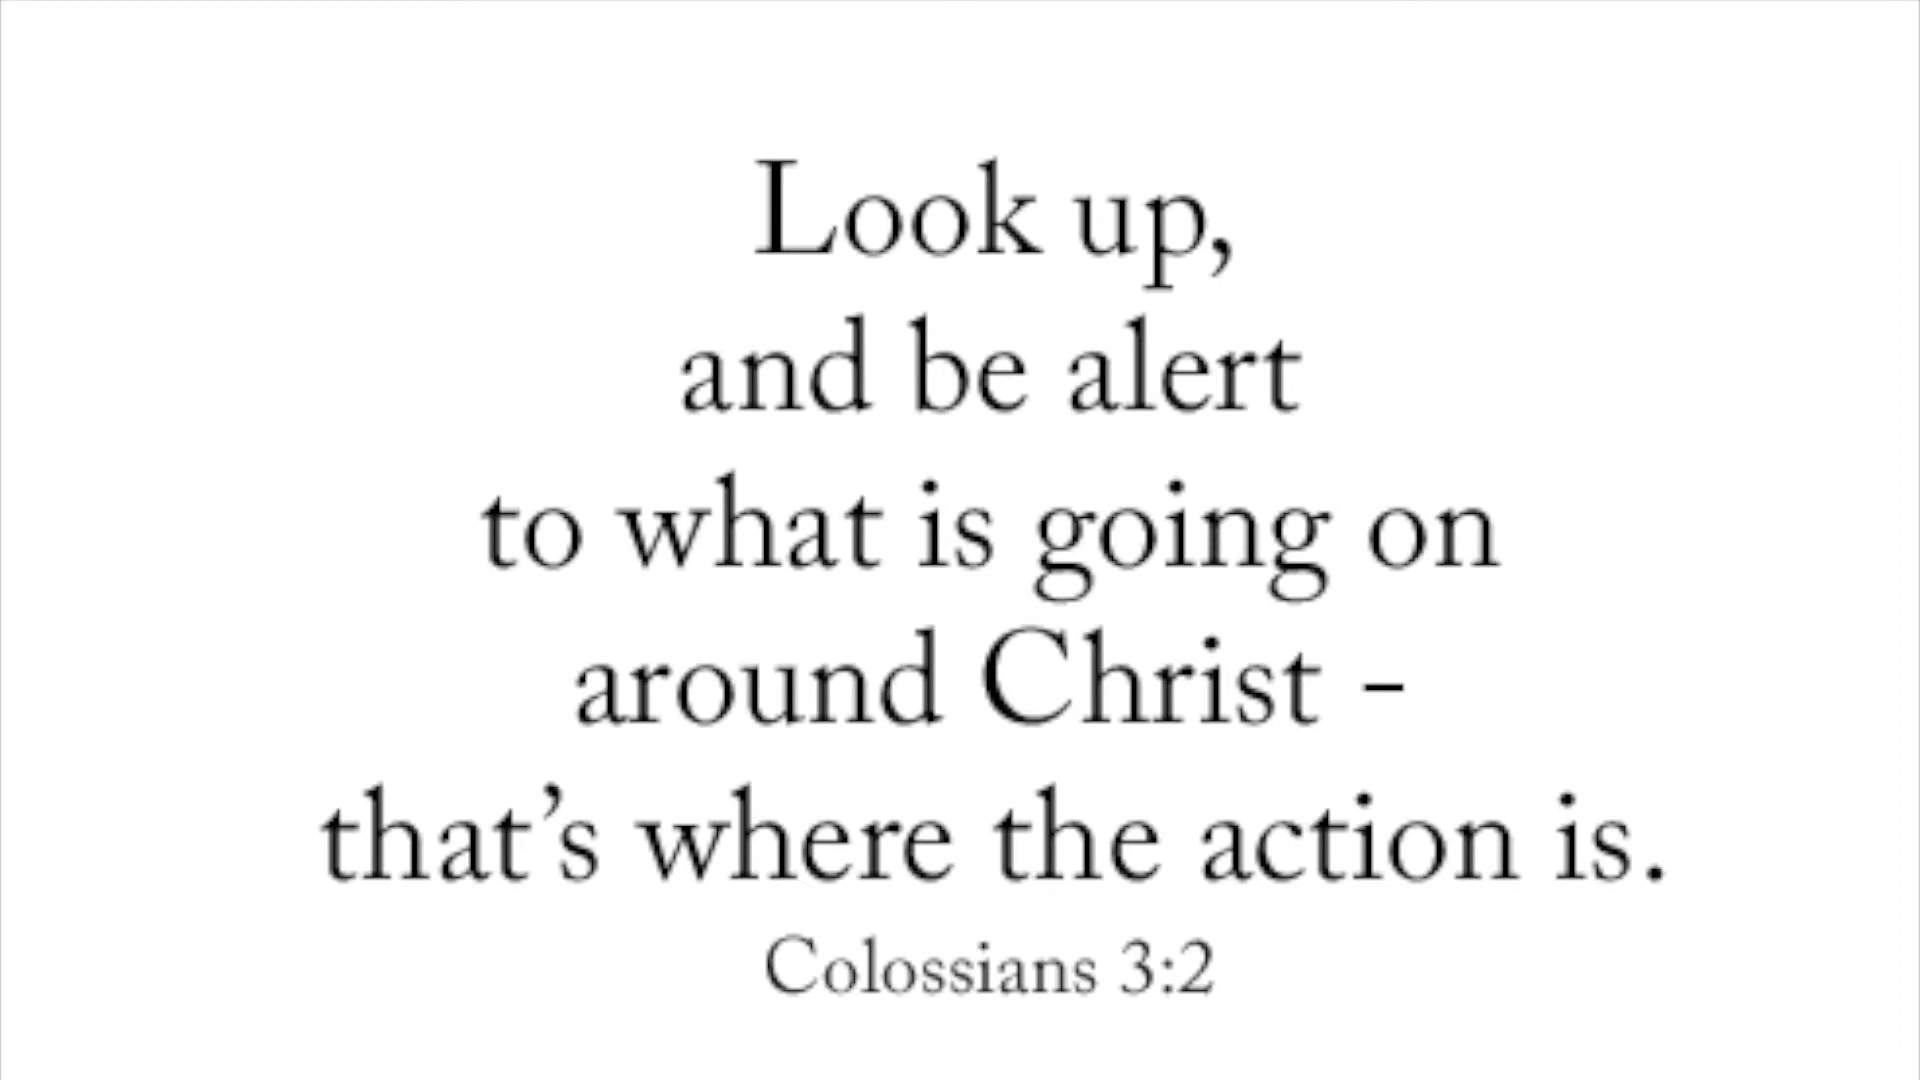 Look up,
and be alert
to what is going on
around Christ -
that’s where the action is.
Colossians 3:2